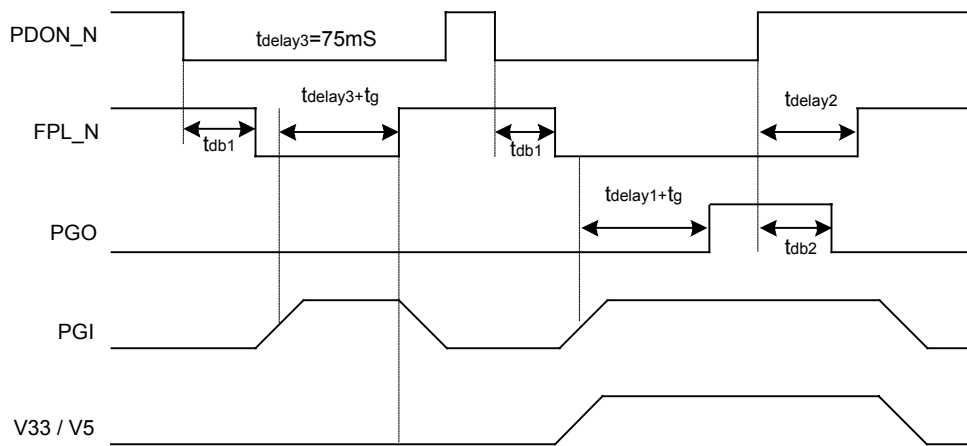 PDON_N
tdelay3=75mS
tdelay3+tg
tdelay2
FPL_N
tdb1
tdb1
tdelay1+tg
PGO
tdb2
PGI
V33 / V5